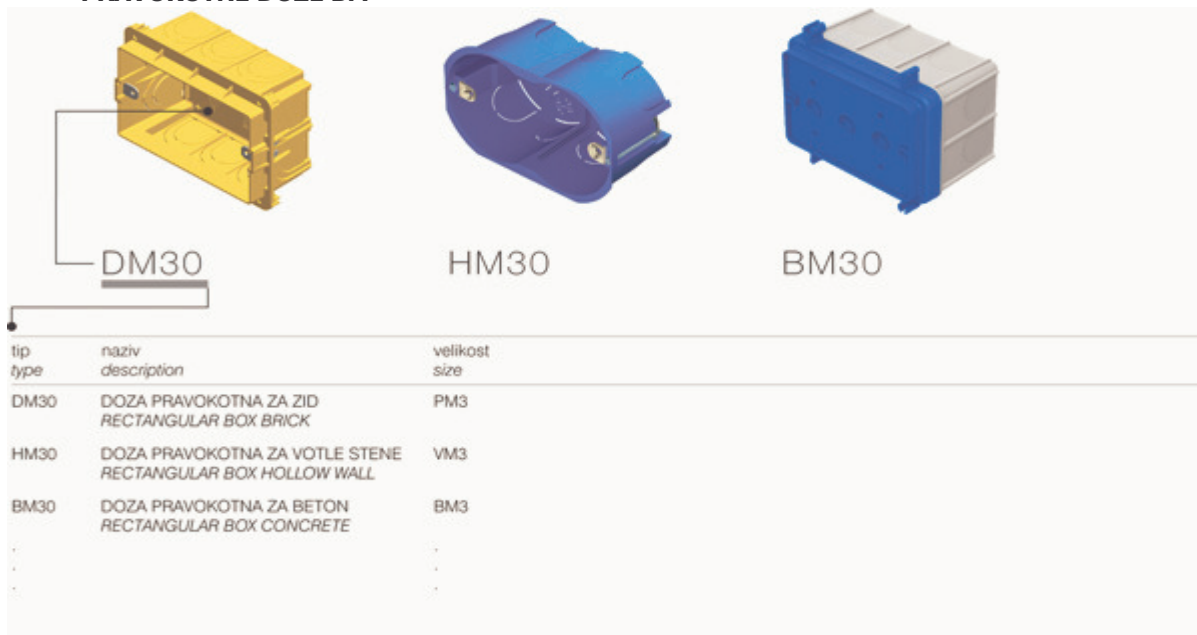 DM30
HM30
BM30
tip naziv velikost
type description size
DM30 DOZA PRAVOKOTNA ZA ZID PM3
RECTANGULAR BOX BRICK
HM30 DOZA PRAVOKOTNA ZA VOTLE STENE VM3
RECTANGULAR BOX HOLLOW WALL
BM30 DOZA PRAVOKOTNA ZA BETON BM3
RECTANGULAR BOX CONCRETE
. .
. .
. .